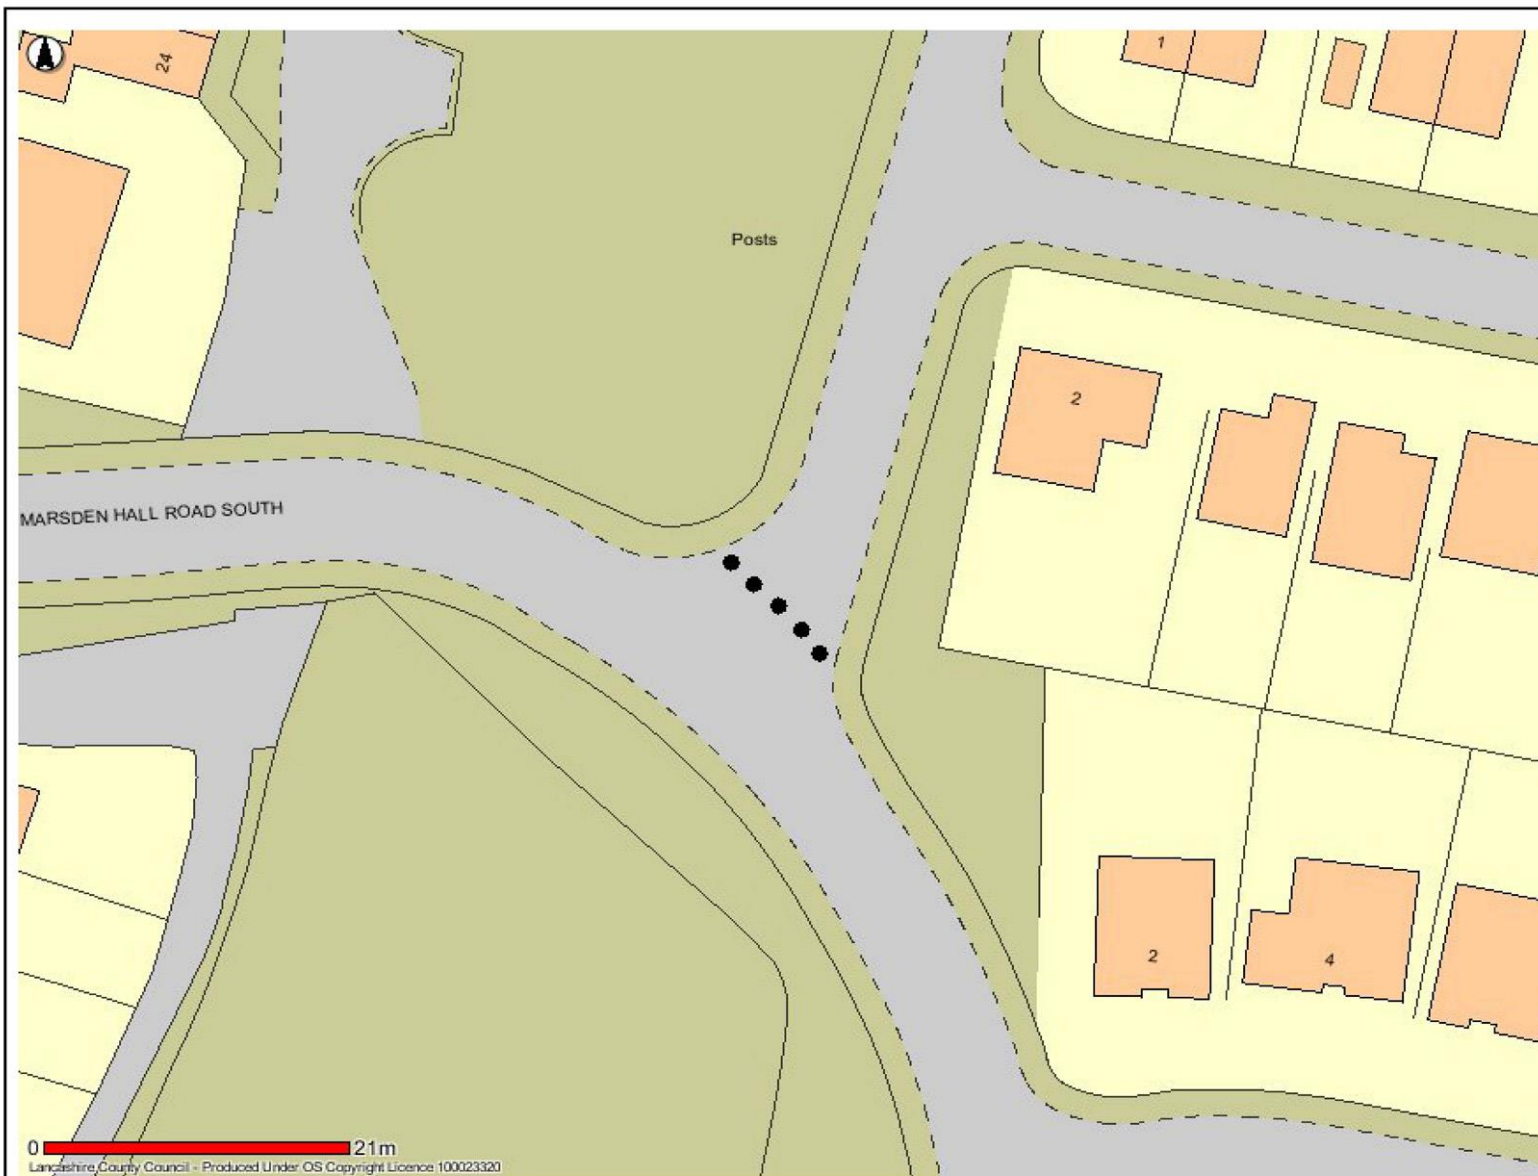 24
1
Posts
2
MARSDEN HALL ROAD SOUTH
2
4
0 21m
Lancashire County Council - Produced Under OS Copyright Licence 100023320